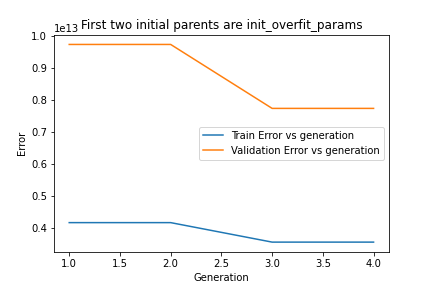 First two initial parents are init_overfit_params
1e13
1.0
0.9
0.8
0.7
0.6
0.5
0.4
Error
Train Error vs generation
Validation Error vs generation
1.0 1.5 2.0 2.5 3.0 3.5 4.0
Generation